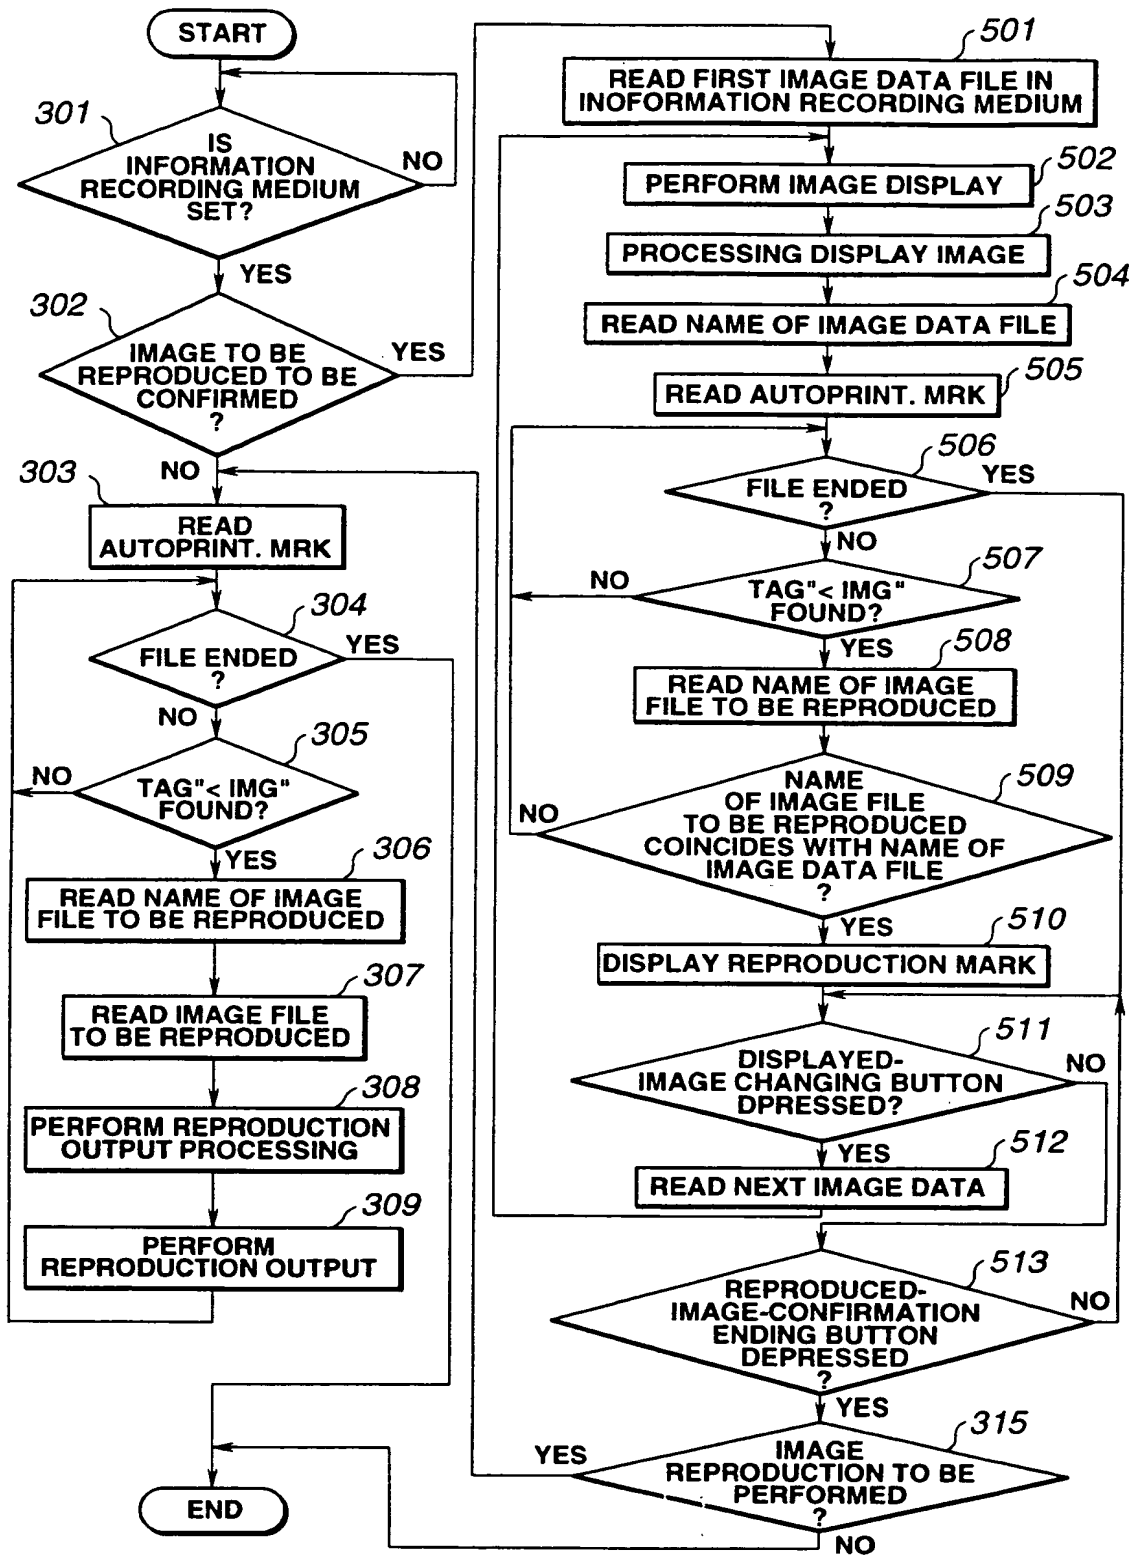 START
301
IS
INFORMATION
RECORDING MEDIUM
SET?
NO
YES
302
IMAGE TO BE
REPRODUCED TO BE
CONFIRMED
?
YES
NO
303
READ
AUTOPRINT. MRK
304
FILE ENDED
?
YES
NO
305
TAG"< IMG"
FOUND?
NO
YES
306
READ NAME OF IMAGE
FILE TO BE REPRODUCED
307
READ IMAGE FILE
TO BE REPRODUCED
308
PERFORM REPRODUCTION
OUTPUT PROCESSING
309
PERFORM
REPRODUCTION OUTPUT
END
501
READ FIRST IMAGE DATA FILE IN
INOFORMATION RECORDING MEDIUM
502
PERFORM IMAGE DISPLAY
503
PROCESSING DISPLAY IMAGE
504
READ NAME OF IMAGE DATA FILE
505
READ AUTOPRINT. MRK
506
FILE ENDED
?
YES
NO
507
TAG"< IMG"
FOUND?
NO
YES
508
READ NAME OF IMAGE
FILE TO BE REPRODUCED
509
NAME
OF IMAGE FILE
TO BE REPRODUCED
COINCIDES WITH NAME OF
IMAGE DATA FILE
?
NO
YES
510
DISPLAY REPRODUCTION MARK
511
DISPLAYED-
IMAGE CHANGING BUTTON
DPRESSED?
NO
YES
512
READ NEXT IMAGE DATA
513
REPRODUCED-
IMAGE-CONFIRMATION
ENDING BUTTON
DEPRESSED
?
NO
YES
315
IMAGE
REPRODUCTION TO BE
PERFORMED
?
YES
NO